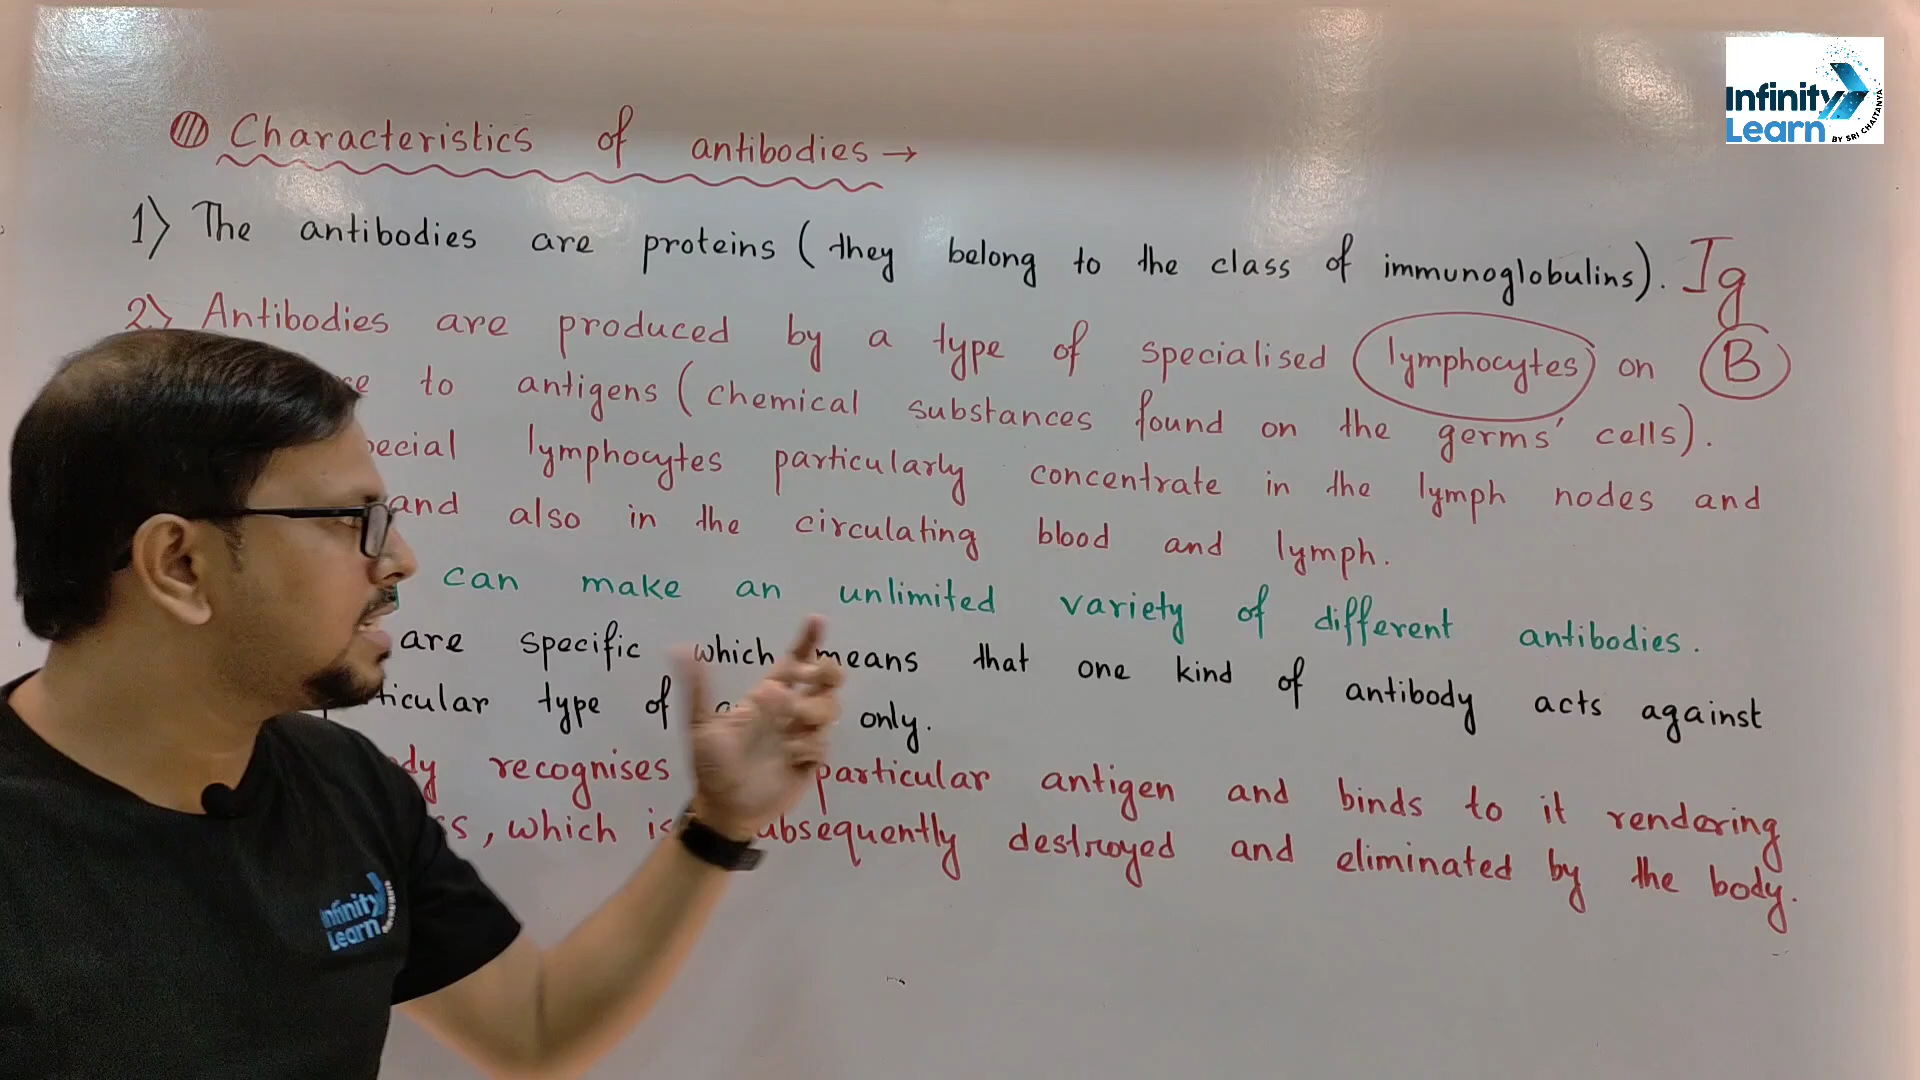 Infinity
Learn
BY SRI CHAITANYA
Characteristics of antibodies →
1) The antibodies are proteins (they belong to the class of immunoglobulins). Ig
2) Antibodies are produced by a type of specialised lymphocytes on B
to antigens (chemical substances found on the germs' cells).
lymphocytes particularly concentrate in the lymph nodes and
and also in the circulating blood and lymph.
can make an unlimited variety of different antibodies.
are specific which means that one kind of antibody acts against
type of only.
recognises particular antigen and binds to it rendering
, which is subsequently destroyed and eliminated by the body.
Infinity
Learn